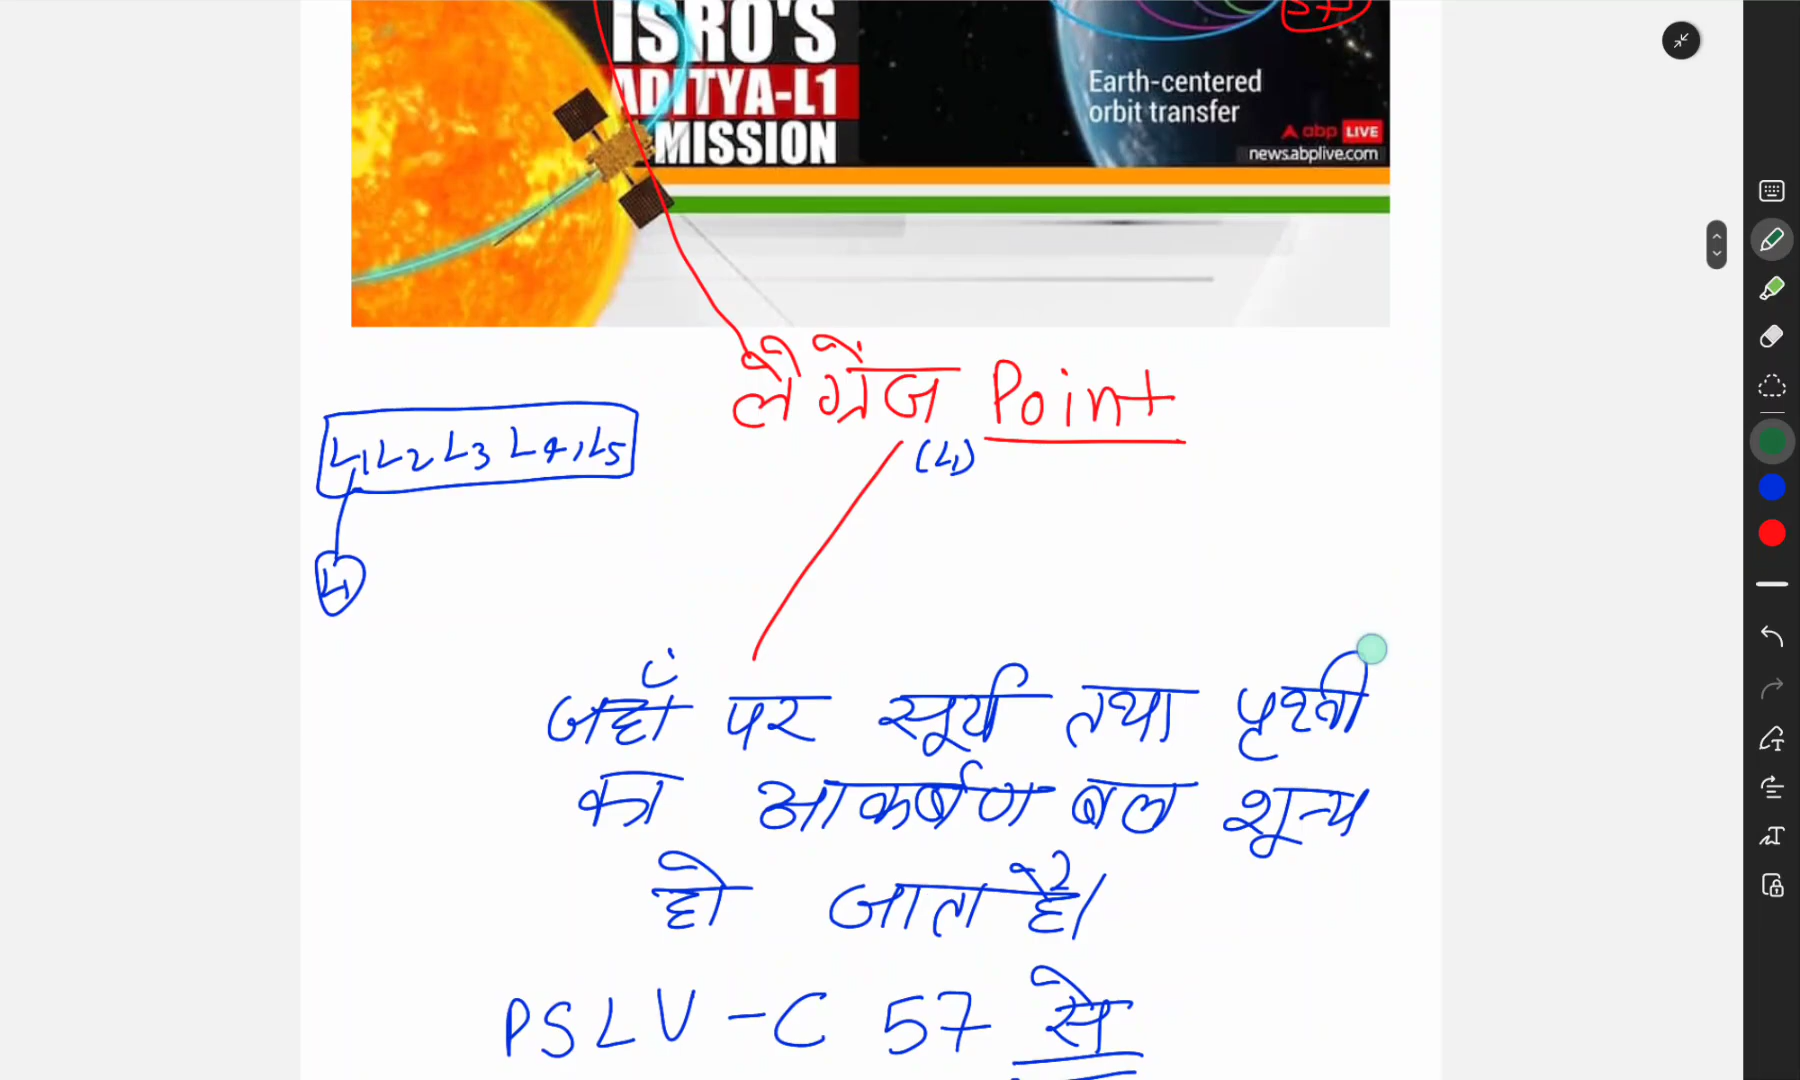 ISRO'S
ADITYA-L1
MISSION
Earth-centered
orbit transfer
abp LIVE
news.abplive.com
लैग्रेंज Point
(L1)
L1 L2 L3 L4, L5
L1
जहाँ पर सूर्य तथा पृथ्वी
का आकर्षण बल शून्य
हो जाता है।
PSLV-C 57 से